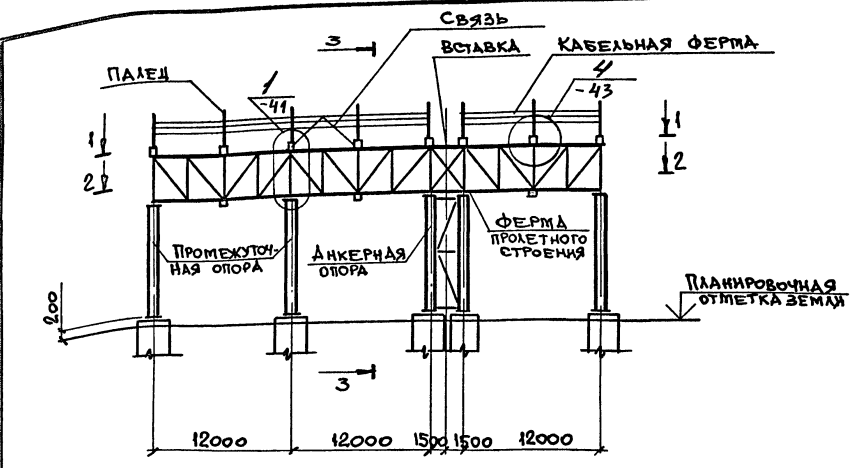 3
СВЯЗЬ
ВСТАВКА
КАБЕЛЬНАЯ ФЕРМА
ПАЛЕЦ
1
-41
4
-43
1
1
2
2
ПРОМЕЖУТОЧ-
НАЯ ОПОРА
АНКЕРНАЯ
ОПОРА
ФЕРМА
ПРОЛЕТНОГО
СТРОЕНИЯ
ПЛАНИРОВОЧНАЯ
ОТМЕТКА ЗЕМЛИ
200
3
12000
12000
1500
1500
12000